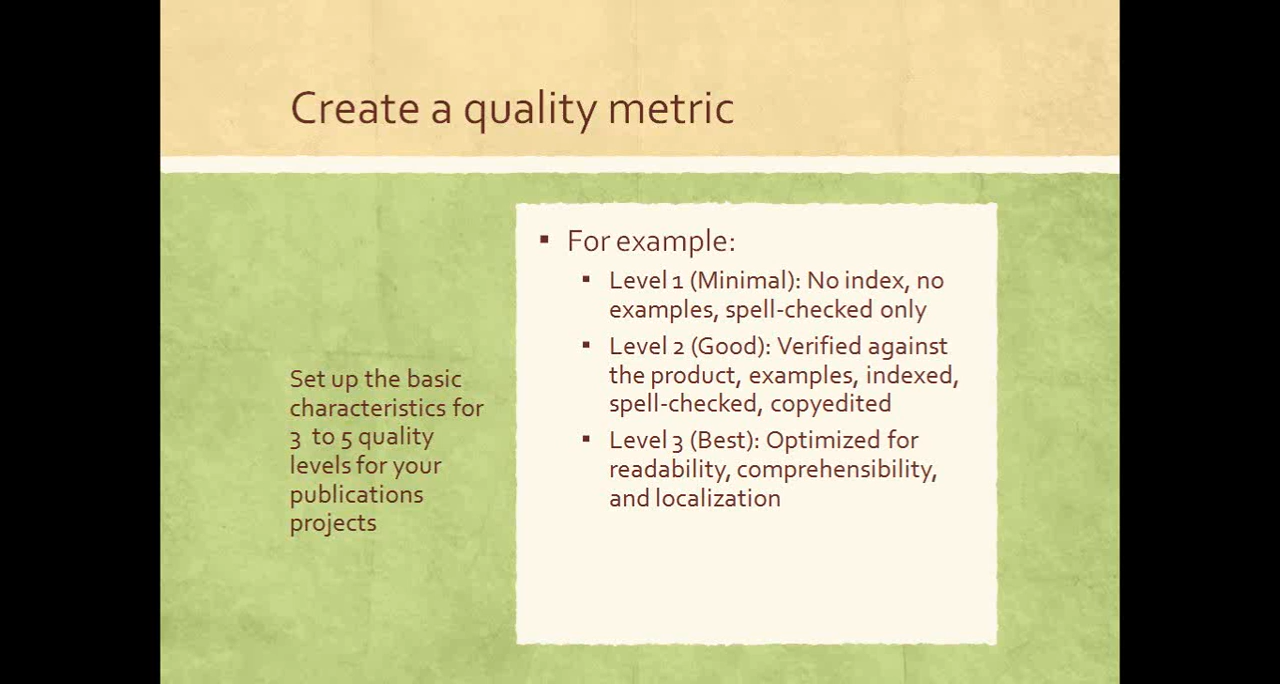 Create a quality metric
Set up the basic
characteristics for
3 to 5 quality
levels for your
publications
projects
▪ For example:
▪ Level 1 (Minimal): No index, no
examples, spell-checked only
▪ Level 2 (Good): Verified against
the product, examples, indexed,
spell-checked, copyedited
▪ Level 3 (Best): Optimized for
readability, comprehensibility,
and localization